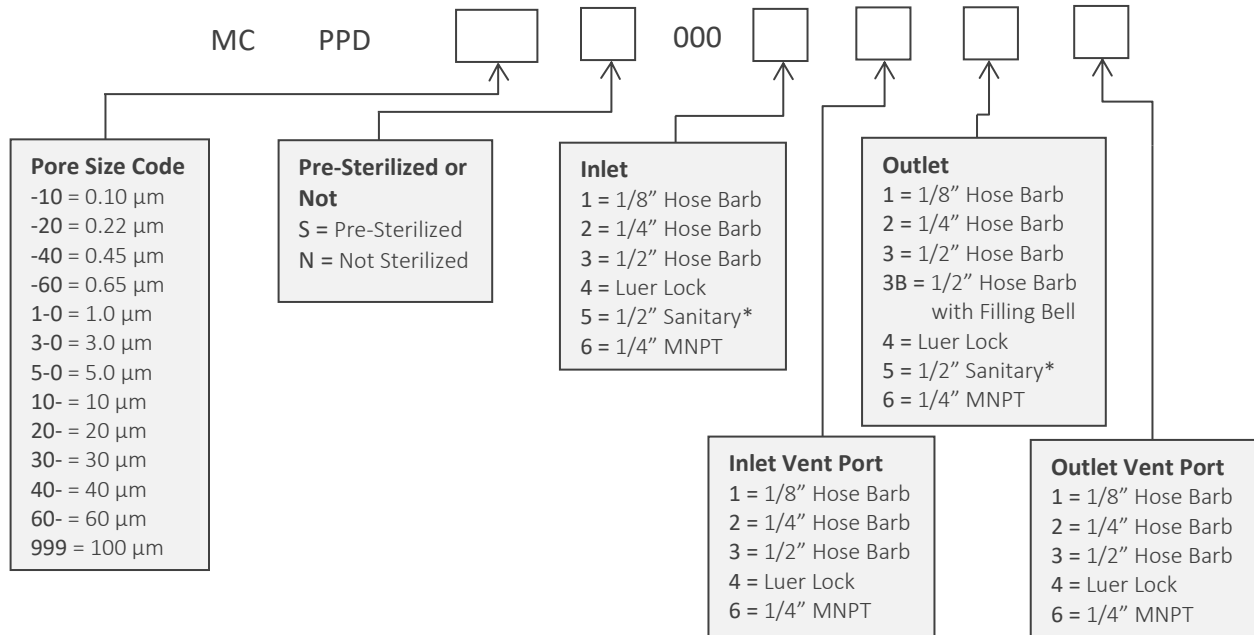 MC PPD 000
Pore Size Code
-10 = 0.10 µm
-20 = 0.22 µm
-40 = 0.45 µm
-60 = 0.65 µm
1-0 = 1.0 µm
3-0 = 3.0 µm
5-0 = 5.0 µm
10- = 10 µm
20- = 20 µm
30- = 30 µm
40- = 40 µm
60- = 60 µm
999 = 100 µm
Pre-Sterilized or
Not
S = Pre-Sterilized
N = Not Sterilized
Inlet
1 = 1/8” Hose Barb
2 = 1/4” Hose Barb
3 = 1/2” Hose Barb
4 = Luer Lock
5 = 1/2” Sanitary*
6 = 1/4” MNPT
Outlet
1 = 1/8” Hose Barb
2 = 1/4” Hose Barb
3 = 1/2” Hose Barb
3B = 1/2” Hose Barb
with Filling Bell
4 = Luer Lock
5 = 1/2” Sanitary*
6 = 1/4” MNPT
Inlet Vent Port
1 = 1/8” Hose Barb
2 = 1/4” Hose Barb
3 = 1/2” Hose Barb
4 = Luer Lock
6 = 1/4” MNPT
Outlet Vent Port
1 = 1/8” Hose Barb
2 = 1/4” Hose Barb
3 = 1/2” Hose Barb
4 = Luer Lock
6 = 1/4” MNPT